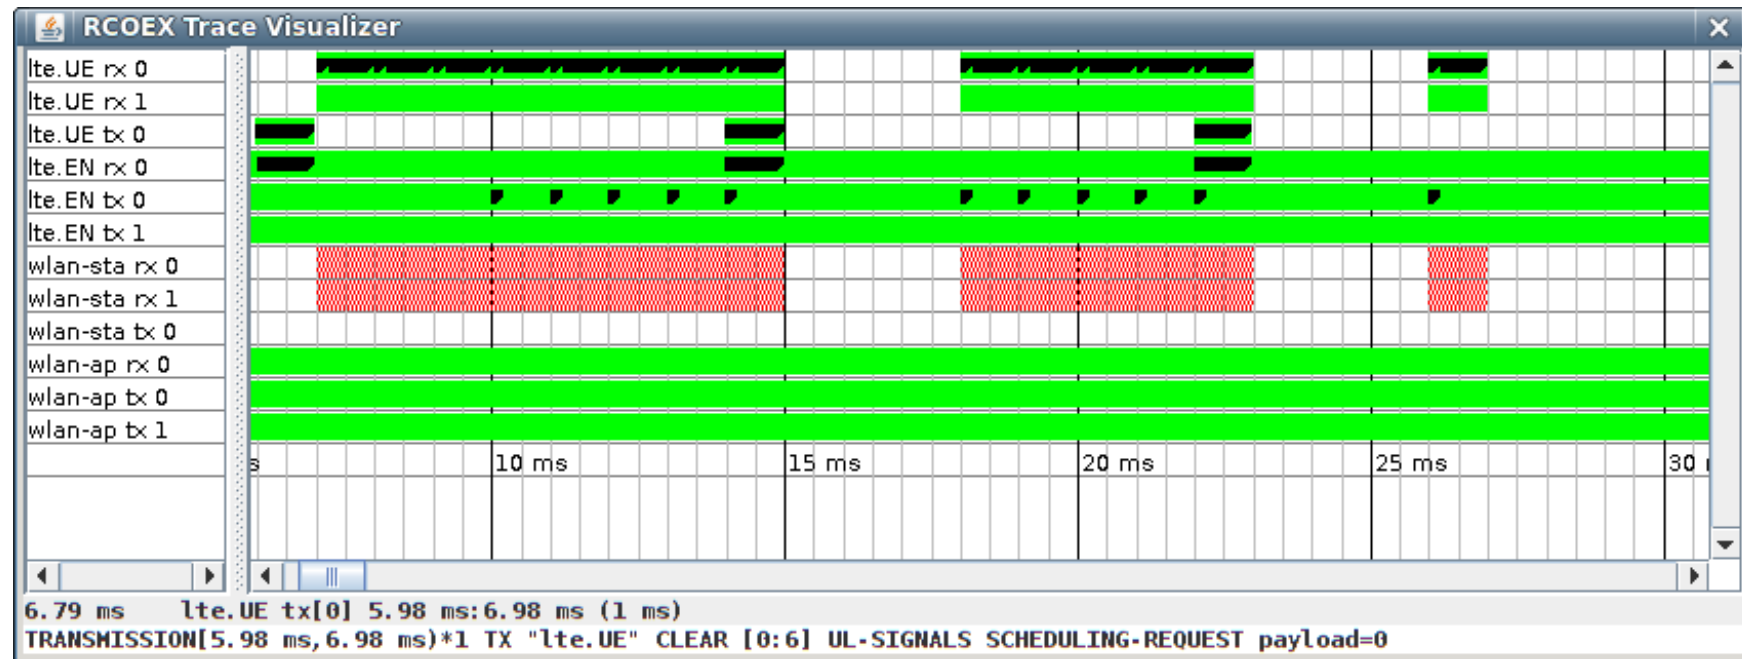 RCOEX Trace Visualizer
lte.UE rx 0
lte.UE rx 1
lte.UE tx 0
lte.EN rx 0
lte.EN tx 0
lte.EN tx 1
wlan-sta rx 0
wlan-sta rx 1
wlan-sta tx 0
wlan-ap rx 0
wlan-ap tx 0
wlan-ap tx 1
s 10 ms 15 ms 20 ms 25 ms 30
6.79 ms lte.UE tx[0] 5.98 ms:6.98 ms (1 ms)
TRANSMISSION[5.98 ms,6.98 ms)*1 TX "lte.UE" CLEAR [0:6] UL-SIGNALS SCHEDULING-REQUEST payload=0